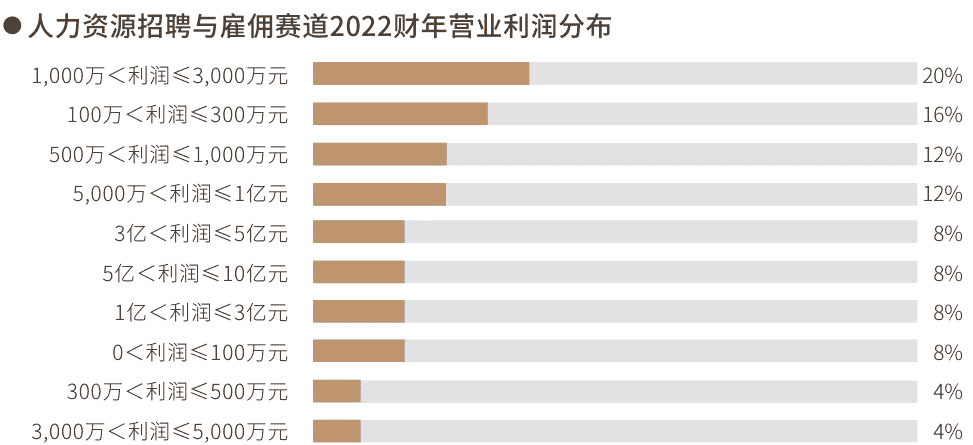 ● 人力资源招聘与雇佣赛道2022财年营业利润分布
1,000万＜利润≤3,000万元 20%
100万＜利润≤300万元 16%
500万＜利润≤1,000万元 12%
5,000万＜利润≤1亿元 12%
3亿＜利润≤5亿元 8%
5亿＜利润≤10亿元 8%
1亿＜利润≤3亿元 8%
0＜利润≤100万元 8%
300万＜利润≤500万元 4%
3,000万＜利润≤5,000万元 4%